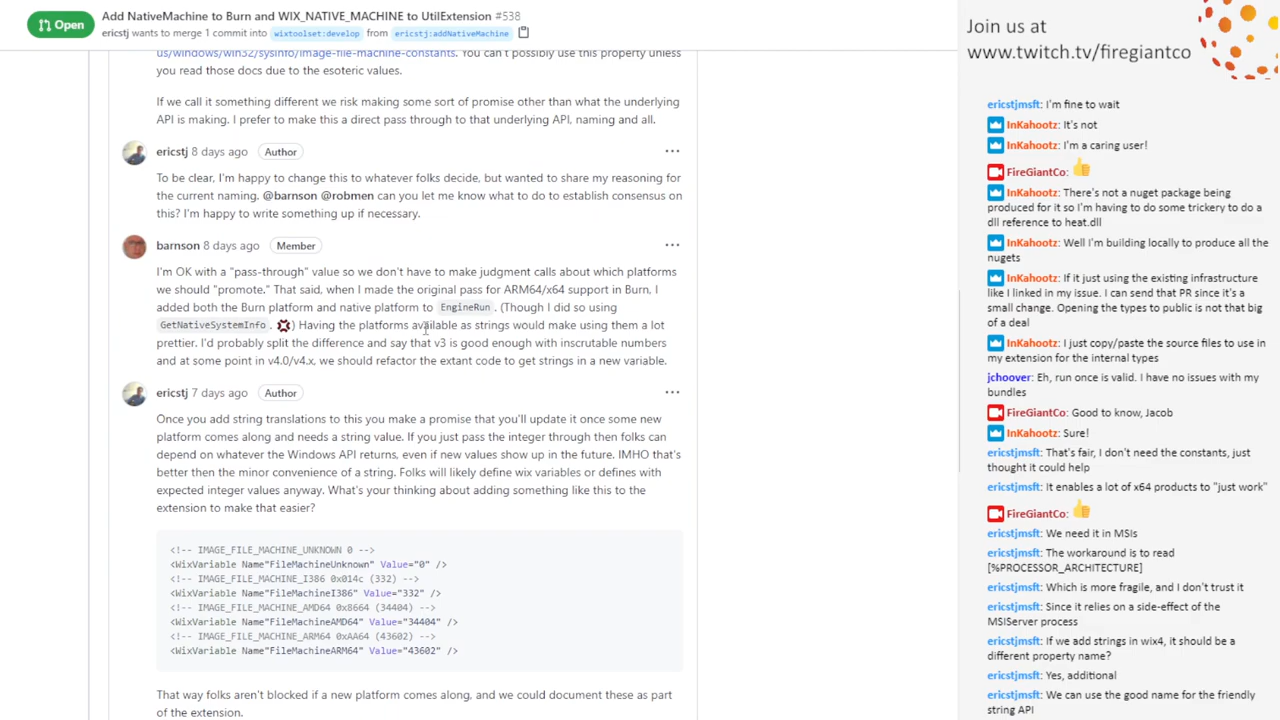 Open
Add NativeMachine to Burn and WIX_NATIVE_MACHINE to UtilExtension #538
ericstj wants to merge 1 commit into wixtoolset:develop from ericstj:addNativeMachine
us/windows/win32/sysinfo/image-file-machine-constants. You can't possibly use this property unless
you read those docs due to the esoteric values.
If we call it something different we risk making some sort of promise other than what the underlying
API is making. I prefer to make this a direct pass through to that underlying API, naming and all.
ericstj 8 days ago Author
To be clear, I'm happy to change this to whatever folks decide, but wanted to share my reasoning for
the current naming. @barnson @robmen can you let me know what to do to establish consensus on
this? I'm happy to write something up if necessary.
barnson 8 days ago Member
I'm OK with a "pass-through" value so we don't have to make judgment calls about which platforms
we should "promote." That said, when I made the original pass for ARM64/x64 support in Burn, I
added both the Burn platform and native platform to EngineRun. (Though I did so using
GetNativeSystemInfo. 💢) Having the platforms available as strings would make using them a lot
prettier. I'd probably split the difference and say that v3 is good enough with inscrutable numbers
and at some point in v4.0/v4.x, we should refactor the extant code to get strings in a new variable.
ericstj 7 days ago Author
Once you add string translations to this you make a promise that you'll update it once some new
platform comes along and needs a string value. If you just pass the integer through then folks can
depend on whatever the Windows API returns, even if new values show up in the future. IMHO that's
better then the minor convenience of a string. Folks will likely define wix variables or defines with
expected integer values anyway. What's your thinking about adding something like this to the
extension to make that easier?
<!-- IMAGE_FILE_MACHINE_UNKNOWN 0 -->
<WixVariable Name"FileMachineUnknown" Value="0" />
<!-- IMAGE_FILE_MACHINE_I386 0x014c (332) -->
<WixVariable Name"FileMachineI386" Value="332" />
<!-- IMAGE_FILE_MACHINE_AMD64 0x8664 (34404) -->
<WixVariable Name"FileMachineAMD64" Value="34404" />
<!-- IMAGE_FILE_MACHINE_ARM64 0xAA64 (43602) -->
<WixVariable Name"FileMachineARM64" Value="43602" />
That way folks aren't blocked if a new platform comes along, and we could document these as part
of the extension.
Join us at
www.twitch.tv/firegiantco
ericstjmsft: I'm fine to wait
InKahootz: It's not
InKahootz: I'm a caring user!
FireGiantCo: 👍
InKahootz: There's not a nuget package being
produced for it so I'm having to do some trickery to do a
dll reference to heat.dll
InKahootz: Well I'm building locally to produce all the
nugets
InKahootz: If it just using the existing infrastructure
like I linked in my issue. I can send that PR since it's a
small change. Opening the types to public is not that big
of a deal
InKahootz: I just copy/paste the source files to use in
my extension for the internal types
jchoover: Eh, run once is valid. I have no issues with my
bundles
FireGiantCo: Good to know, Jacob
InKahootz: Sure!
ericstjmsft: That's fair, I don't need the constants, just
thought it could help
ericstjmsft: It enables a lot of x64 products to "just work"
FireGiantCo: 👍
ericstjmsft: We need it in MSIs
ericstjmsft: The workaround is to read
[%PROCESSOR_ARCHITECTURE]
ericstjmsft: Which is more fragile, and I don't trust it
ericstjmsft: Since it relies on a side-effect of the
MSIServer process
ericstjmsft: If we add strings in wix4, it should be a
different property name?
ericstjmsft: Yes, additional
ericstjmsft: We can use the good name for the friendly
string API